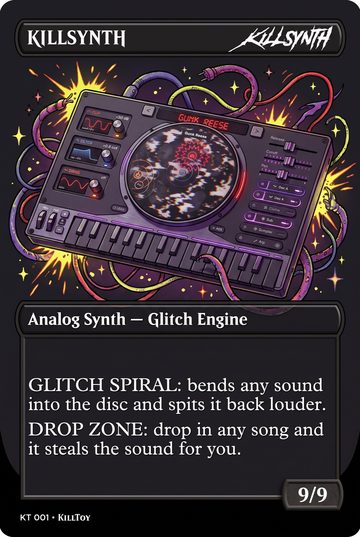 KILLSYNTH
KILLSYNTH
GUNK REESE
Analog Synth — Glitch Engine
GLITCH SPIRAL: bends any sound
into the disc and spits it back louder.
DROP ZONE: drop in any song and
it steals the sound for you.
9/9
KT 001 • KILLTOY